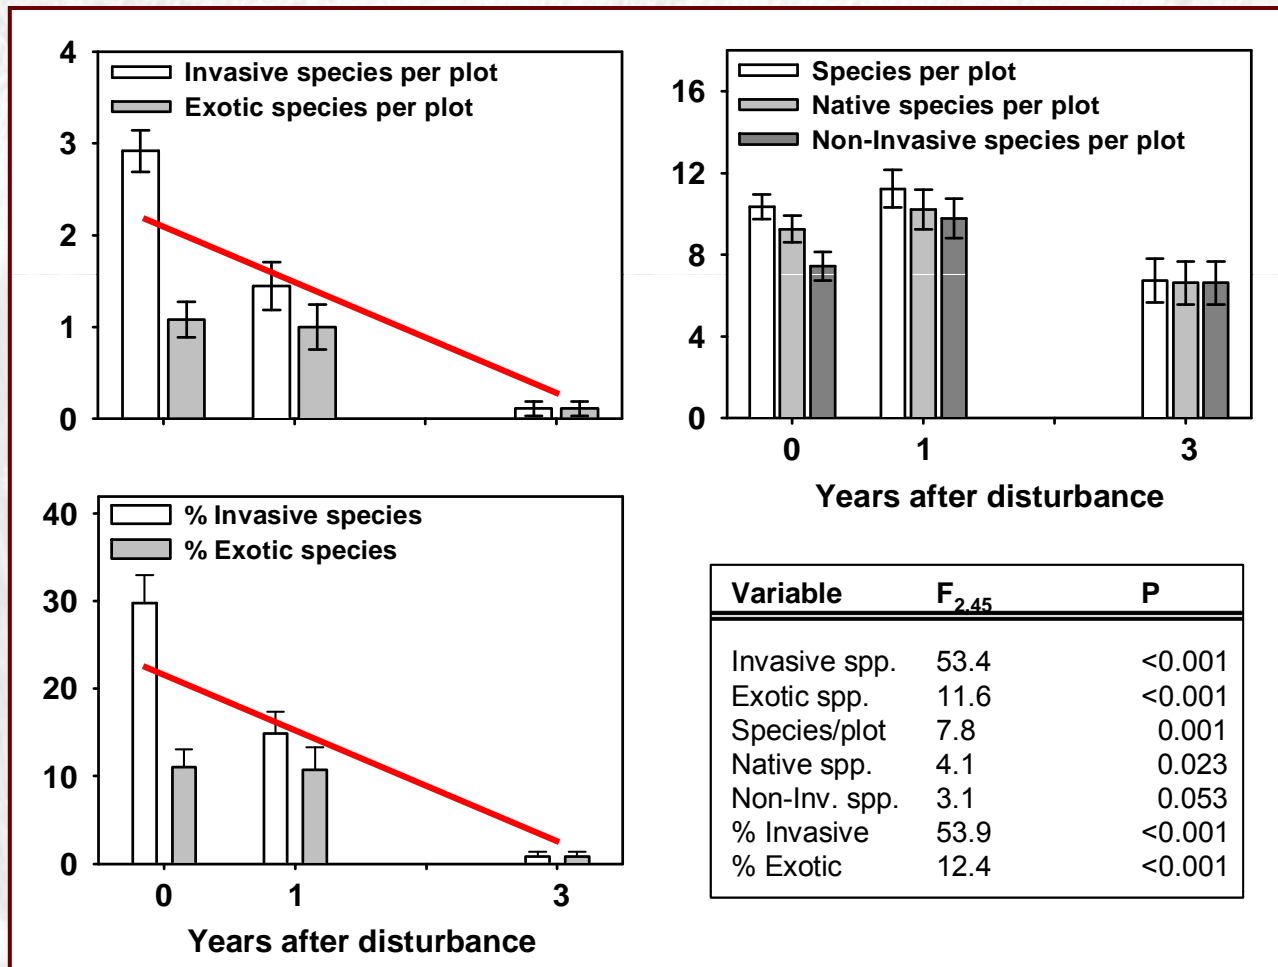 4
3
2
1
0
Invasive species per plot
Exotic species per plot
16
12
8
4
0
Species per plot
Native species per plot
Non-Invasive species per plot
0 1 3
Years after disturbance
40
30
20
10
0
% Invasive species
% Exotic species
0 1 3
Years after disturbance
Variable F2,45 P
Invasive spp. 53.4 <0.001
Exotic spp. 11.6 <0.001
Species/plot 7.8 0.001
Native spp. 4.1 0.023
Non-Inv. spp. 3.1 0.053
% Invasive 53.9 <0.001
% Exotic 12.4 <0.001